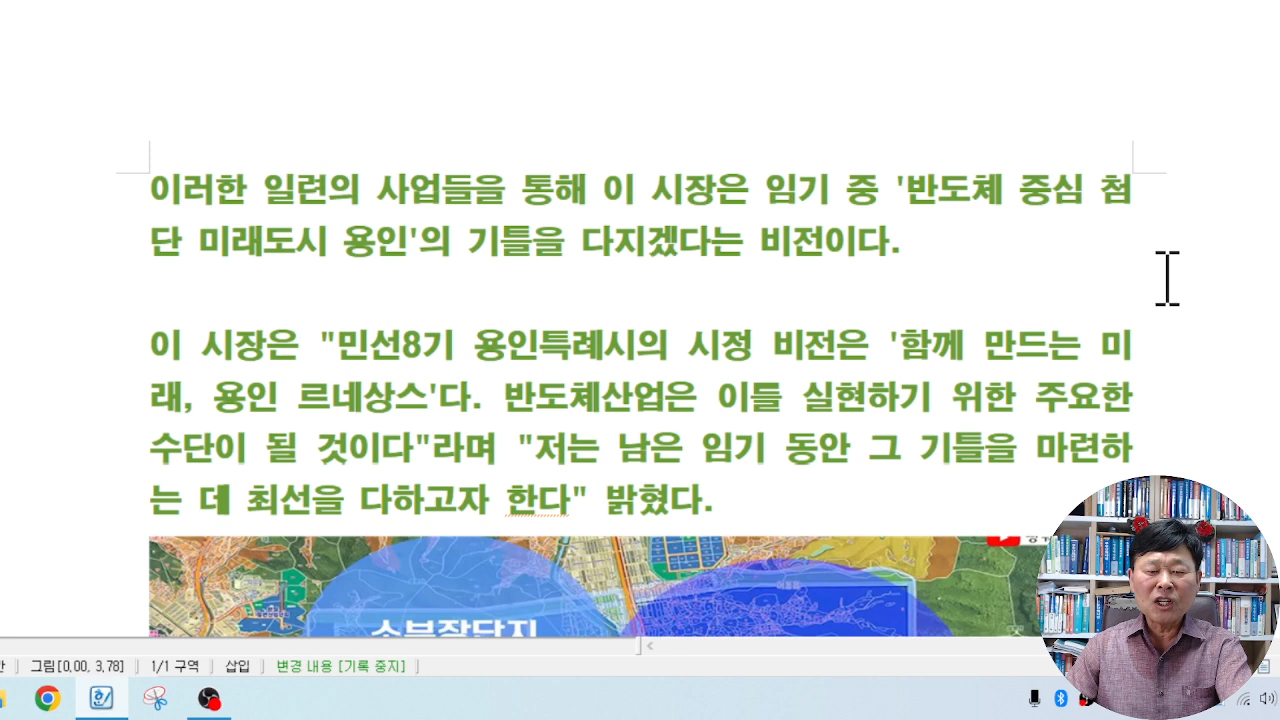 이러한 일련의 사업들을 통해 이 시장은 임기 중 '반도체 중심 첨
단 미래도시 용인'의 기틀을 다지겠다는 비전이다.
이 시장은 "민선8기 용인특례시의 시정 비전은 '함께 만드는 미
래, 용인 르네상스'다. 반도체산업은 이틀 실현하기 위한 주요한
수단이 될 것이다"라며 "저는 남은 임기 동안 그 기틀을 마련하
는 데 최선을 다하고자 한다" 밝혔다.
소부장단지
그림[0,00, 3,78] 1/1 구역 삽입 변경 내용 [기록 중지]